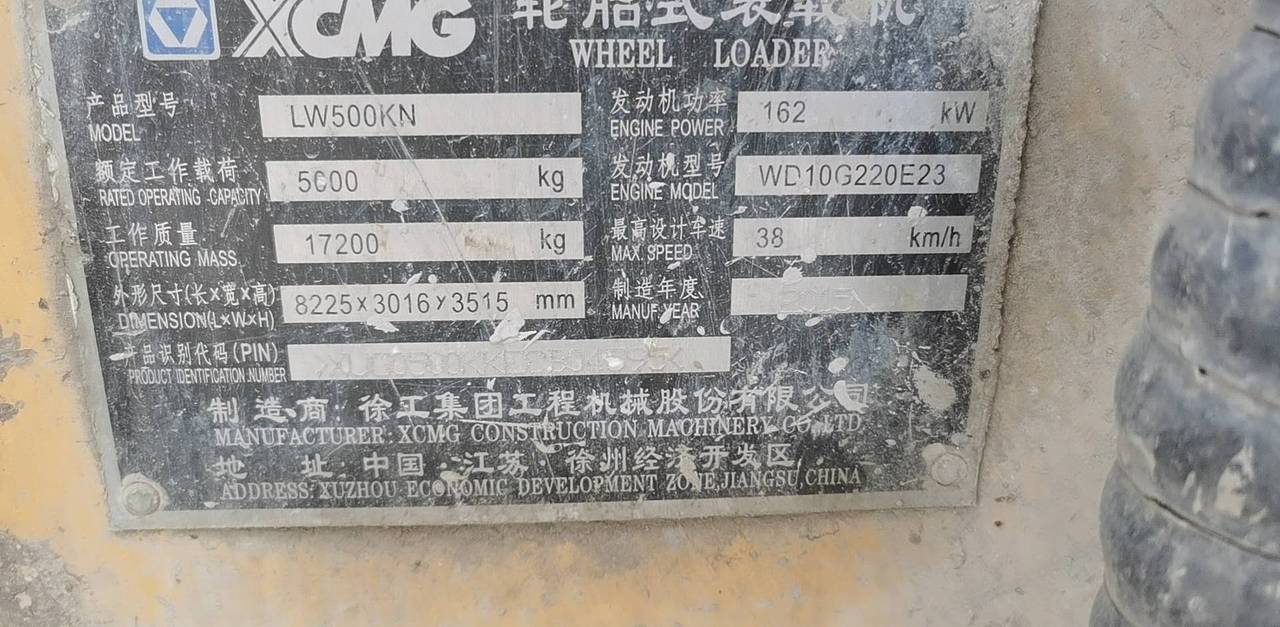 XCMG 轮胎式装载机
WHEEL LOADER
产品型号 LW500KN 发动机功率 162 kW
MODEL ENGINE POWER
额定工作载荷 5000 kg 发动机型号 WD10G220E23
RATED OPERATING CAPACITY ENGINE MODEL
工作质量 17200 kg 最高设计车速 38 km/h
OPERATING MASS MAX. SPEED
外形尺寸(长×宽×高) 8225×3016×3515 mm 制造年度
DIMENSION(L×W×H) MANUF YEAR
产品识别代码(PIN)
PRODUCT IDENTIFICATION NUMBER
制造商:徐工集团工程机械股份有限公司
MANUFACTURER: XCMG CONSTRUCTION MACHINERY CO.,LTD
地 址:中国·江苏·徐州经济开发区
ADDRESS: XUZHOU ECONOMIC DEVELOPMENT ZONE,JIANGSU,CHINA